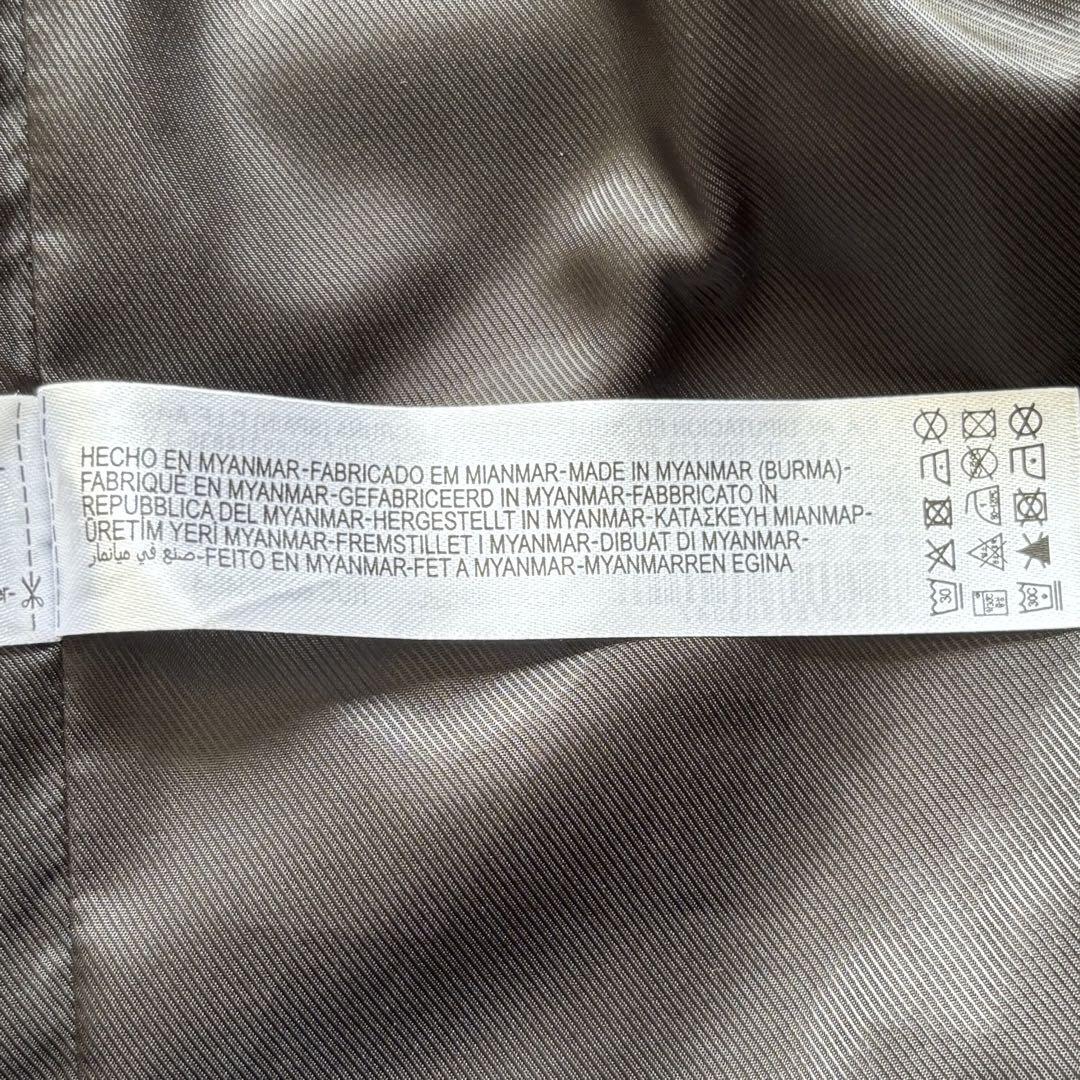 HECHO EN MYANMAR-FABRICADO EM MIANMAR-MADE IN MYANMAR (BURMA)-
FABRIQUÉ EN MYANMAR-GEFABRICEERD IN MYANMAR-FABBRICATO IN
REPUBBLICA DEL MYANMAR-HERGESTELLT IN MYANMAR-ΚΑΤΑΣΚΕΥΗ ΜΙΑΝΜΑΡ-
ÜRETİM YERİ MYANMAR-FREMSTILLET I MYANMAR-DIBUAT DI MYANMAR-
صنع في ميانمار-FEITO EN MYANMAR-FET A MYANMAR-MYANMARREN EGINA
er-
30